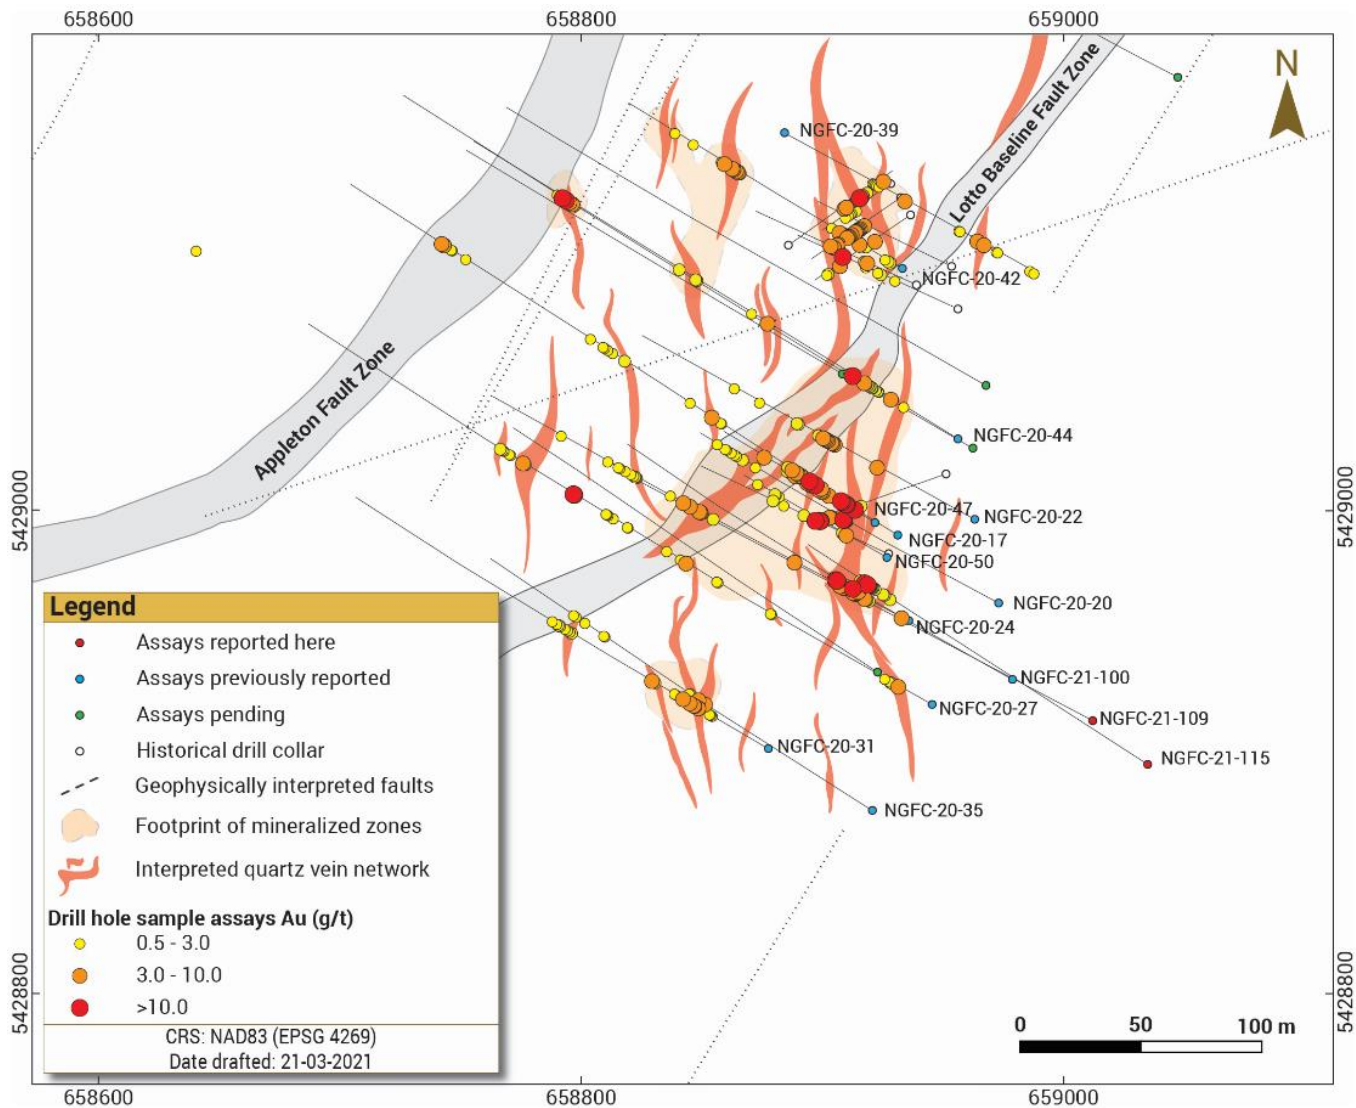 658600
658800
659000
N
NGFC-20-39
Lotto Baseline Fault Zone
NGFC-20-42
Appleton Fault Zone
NGFC-20-44
5429000
5429000
NGFC-20-47
NGFC-20-22
NGFC-20-17
NGFC-20-50
NGFC-20-20
NGFC-20-24
NGFC-21-100
NGFC-20-27
NGFC-21-109
NGFC-20-31
NGFC-21-115
NGFC-20-35
Legend
Assays reported here
Assays previously reported
Assays pending
Historical drill collar
Geophysically interpreted faults
Footprint of mineralized zones
Interpreted quartz vein network
Drill hole sample assays Au (g/t)
0.5 - 3.0
3.0 - 10.0
>10.0
CRS: NAD83 (EPSG 4269)
Date drafted: 21-03-2021
5428800
5428800
0 50 100 m
658600
658800
659000